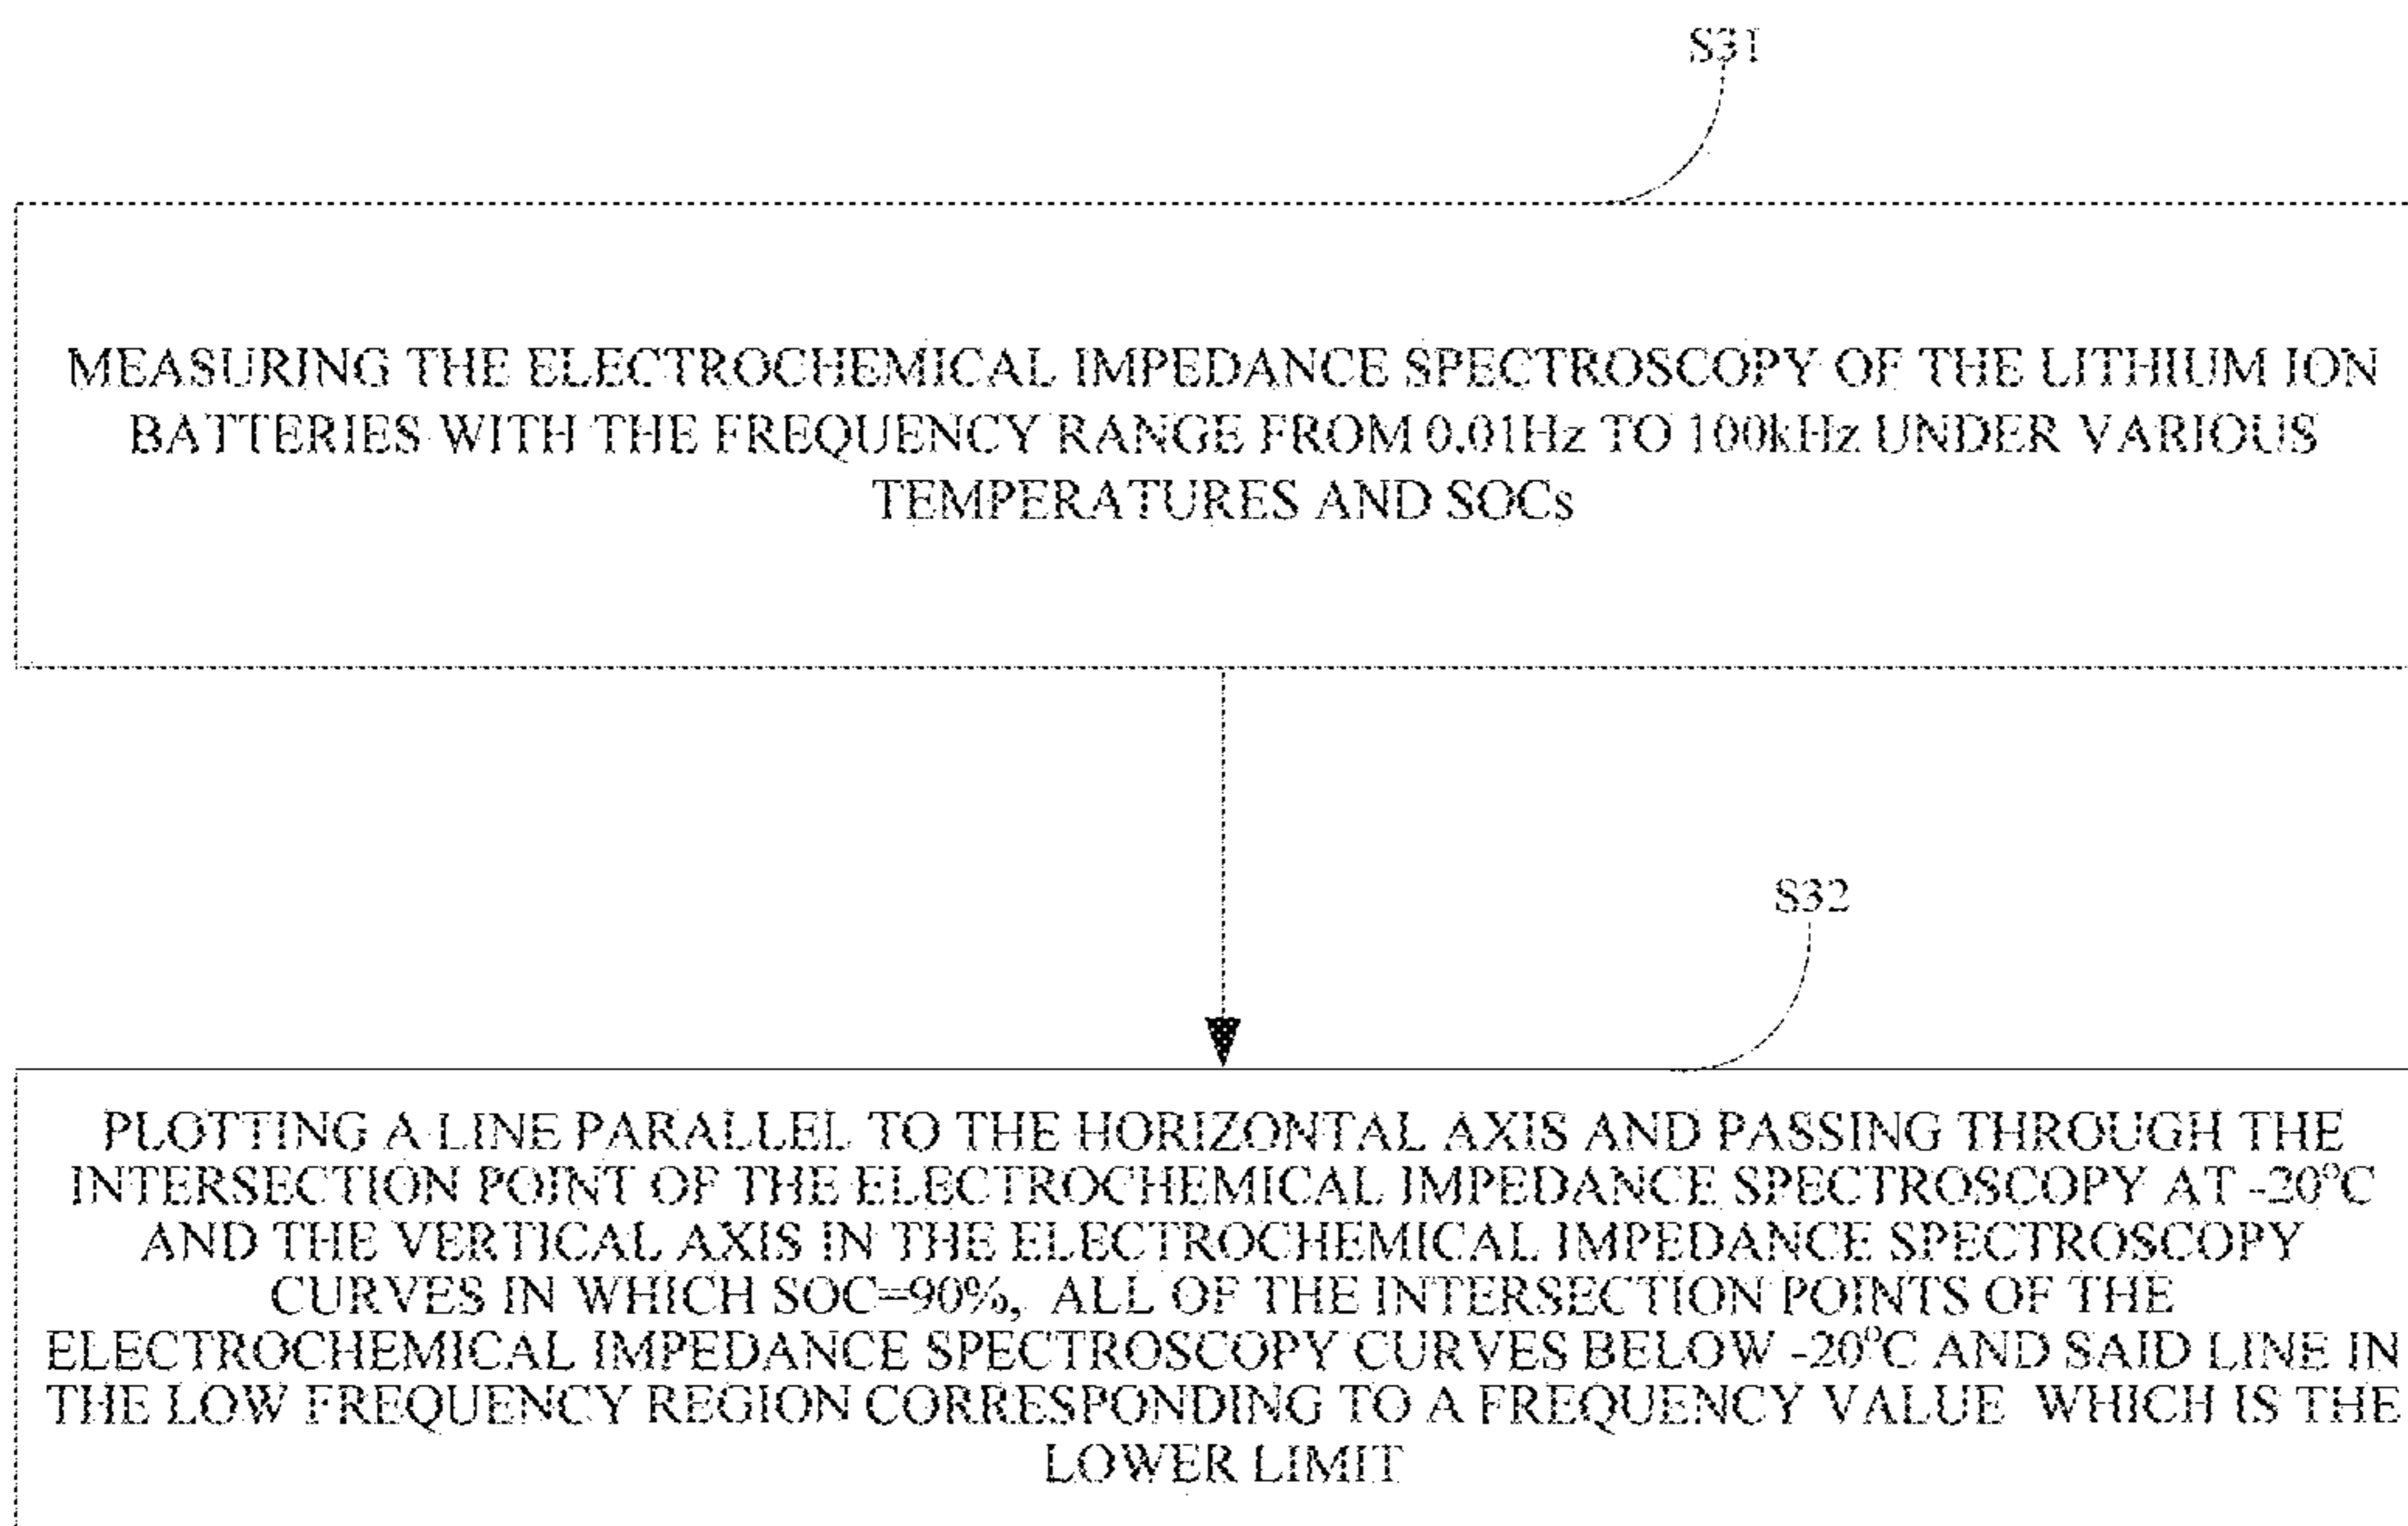 S31
MEASURING THE ELECTROCHEMICAL IMPEDANCE SPECTROSCOPY OF THE LITHIUM ION
BATTERIES WITH THE FREQUENCY RANGE FROM 0.01Hz TO 100kHz UNDER VARIOUS
TEMPERATURES AND SOCs
S32
PLOTTING A LINE PARALLEL TO THE HORIZONTAL AXIS AND PASSING THROUGH THE
INTERSECTION POINT OF THE ELECTROCHEMICAL IMPEDANCE SPECTROSCOPY AT -20°C
AND THE VERTICAL AXIS IN THE ELECTROCHEMICAL IMPEDANCE SPECTROSCOPY
CURVES IN WHICH SOC=90%, ALL OF THE INTERSECTION POINTS OF THE
ELECTROCHEMICAL IMPEDANCE SPECTROSCOPY CURVES BELOW -20°C AND SAID LINE IN
THE LOW FREQUENCY REGION CORRESPONDING TO A FREQUENCY VALUE WHICH IS THE
LOWER LIMIT